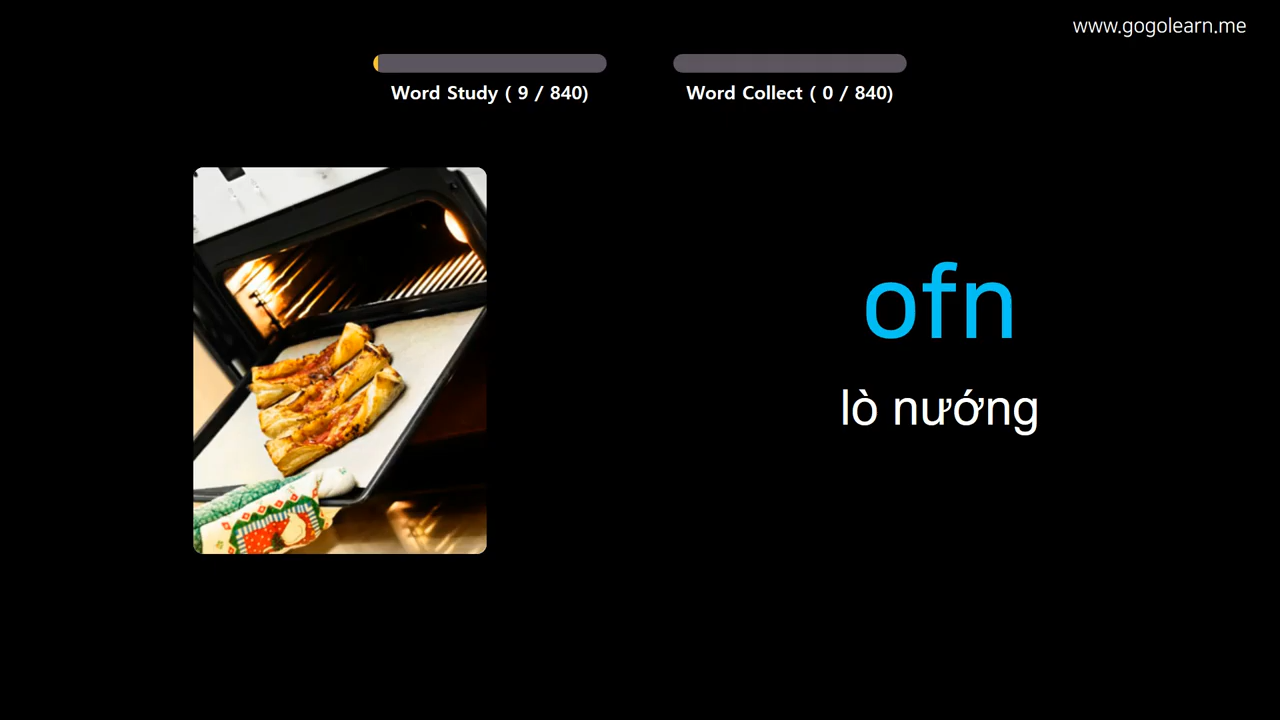 www.gogolearn.me
Word Study ( 9 / 840)
Word Collect ( 0 / 840)
ofn
lò nướng